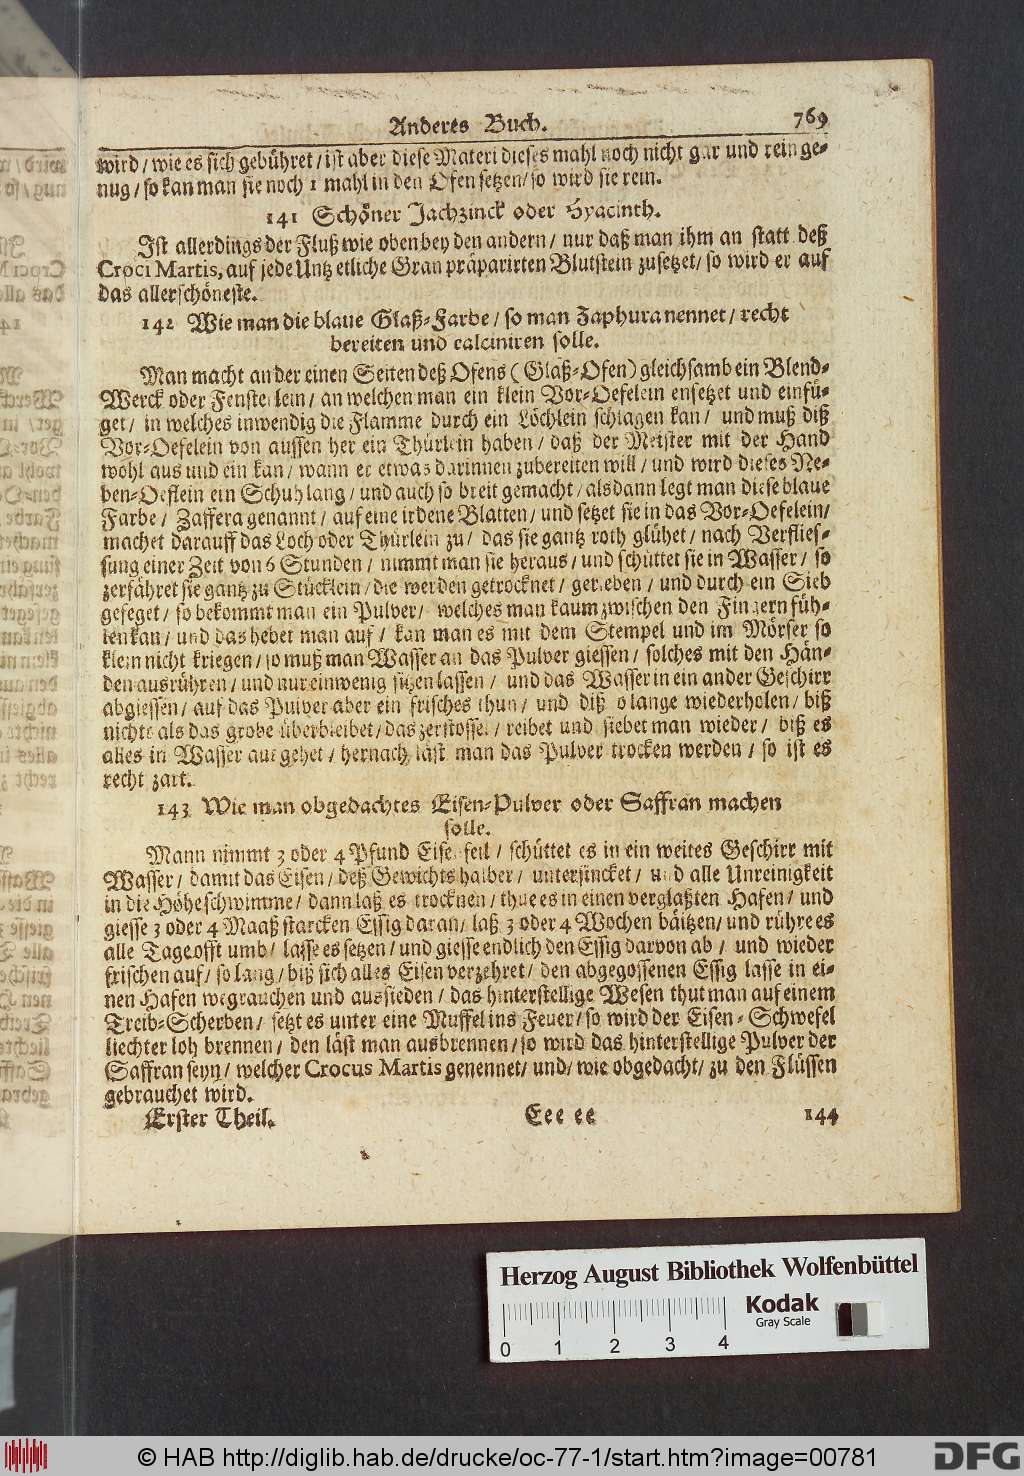 Anderes Buch. 769
wird / wie es sich gebühret / ist aber diese Materi dieses mahl noch nicht gar und rein ge-
nug / so kan man sie noch 1 mahl in den Ofen setzen / so wird sie rein.
141 Schöner Jachzinck oder Hyacinth.
Ist allerdings der Fluß wie oben bey den andern / nur daß man ihm an statt deß
Croci Martis, auf jede Untz etliche Gran präparirten Blutstein zusetzet / so wird er auf
das allerschöneste.
142 Wie man die blaue Glaß-Farbe / so man Zaphura nennet / recht
bereiten und calciniren solle.
Man macht an der einen Seiten deß Ofens (Glaß-Ofen) gleichsamb ein Blend-
Werck oder Fensterlein / an welchen man ein klein Vor-Oefelein ensetzet und einfü-
get / in welches inwendig die Flamme durch ein Löchlein schlagen kan / und muß diß
Vor-Oefelein von aussen her ein Thürlein haben / daß der Meister mit der Hand
wohl aus und ein kan / wann er etwas darinnen zubereiten will / und wird dieses Ne-
ben-Oeflein ein Schuh lang / und auch so breit gemacht / alsdann legt man diese blaue
Farbe / Zaffera genannt / auf eine irdene Blatten / und setzet sie in das Vor-Oefelein /
machet darauff das Loch oder Thürlein zu / das sie gantz roth glühet / nach Verflies-
sung einer Zeit von 6 Stunden / nimmt man sie heraus / und schüttet sie in Wasser / so
zerfähret sie gantz zu Stücklein / die werden getrocknet / gerieben / und durch ein Sieb
gefeget / so bekommt man ein Pulver / welches man kaum zwischen den Fingern füh-
len kan / und das hebet man auf / kan man es mit dem Stempel und im Mörser so
klein nicht kriegen / so muß man Wasser an das Pulver giessen / solches mit den Hän-
den ausrühren / und nur ein wenig sitzen lassen / und das Wasser in ein ander Geschirr
abgiessen / auf das Pulver aber ein frisches thun / und diß so lange wiederholen / biß
nichts als das grobe überbleibet / das zerstossen / reibet und siebet man wieder / biß es
alles in Wasser aufgehet / hernach läst man das Pulver trocken werden / so ist es
recht zart.
143 Wie man obgedachtes Eisen-Pulver oder Saffran machen
solle.
Mann nimmt 3 oder 4 Pfund Eisenfeil / schüttet es in ein weites Geschirr mit
Wasser / damit das Eisen / deß Gewichts halber / untersincket / und alle Unreinigkeit
in die Höhe schwimme / dann laß es trocknen / thue es in einen verglaßten Hafen / und
giesse 3 oder 4 Maaß starcken Essig daran / laß 3 oder 4 Wochen bäitzen / und rühre es
alle Tage offt umb / lasse es setzen / und giesse endlich den Essig darvon ab / und wieder
frischen auf / so lang / biß sich alles Eisen verzehret / den abgegossenen Essig lasse in ei-
nen Hafen wegrauchen und aussieden / das hinterstellige Wesen thut man auf einem
Treib-Scherben / setzt es unter eine Muffel ins Feuer / so wird der Eisen-Schwefel
liechter loh brennen / den läst man ausbrennen / so wird das hinterstellige Pulver der
Saffran seyn / welcher Crocus Martis genennet / und / wie obgedacht / zu den Flüssen
gebrauchet wird.
Erster Theil. Eee ee 144
Herzog August Bibliothek Wolfenbüttel
Kodak
Gray Scale
0 1 2 3 4
© HAB http://diglib.hab.de/drucke/oc-77-1/start.htm?image=00781
DFG